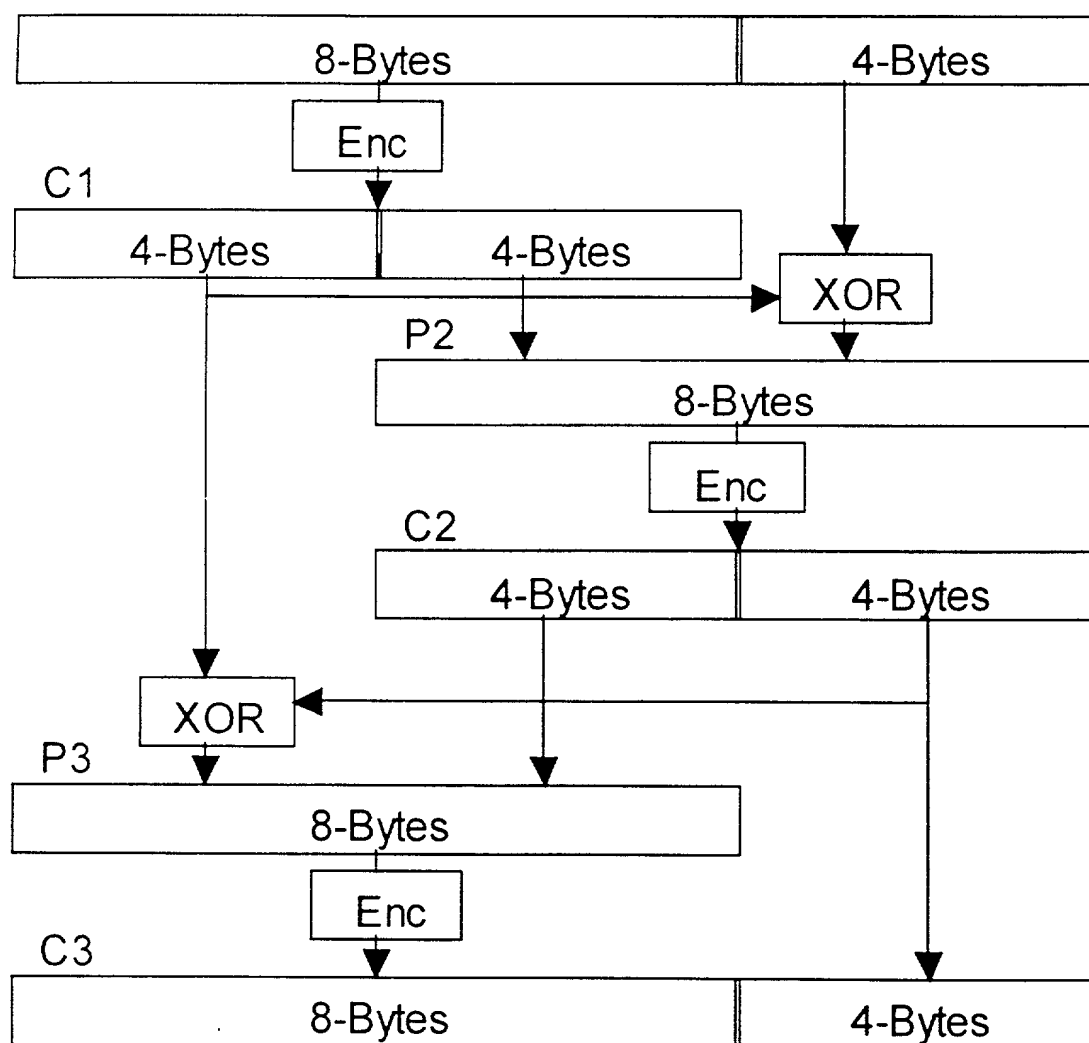 8-Bytes 4-Bytes
Enc
C1
4-Bytes 4-Bytes
XOR
P2
8-Bytes
Enc
C2
4-Bytes 4-Bytes
XOR
P3
8-Bytes
Enc
C3
8-Bytes 4-Bytes